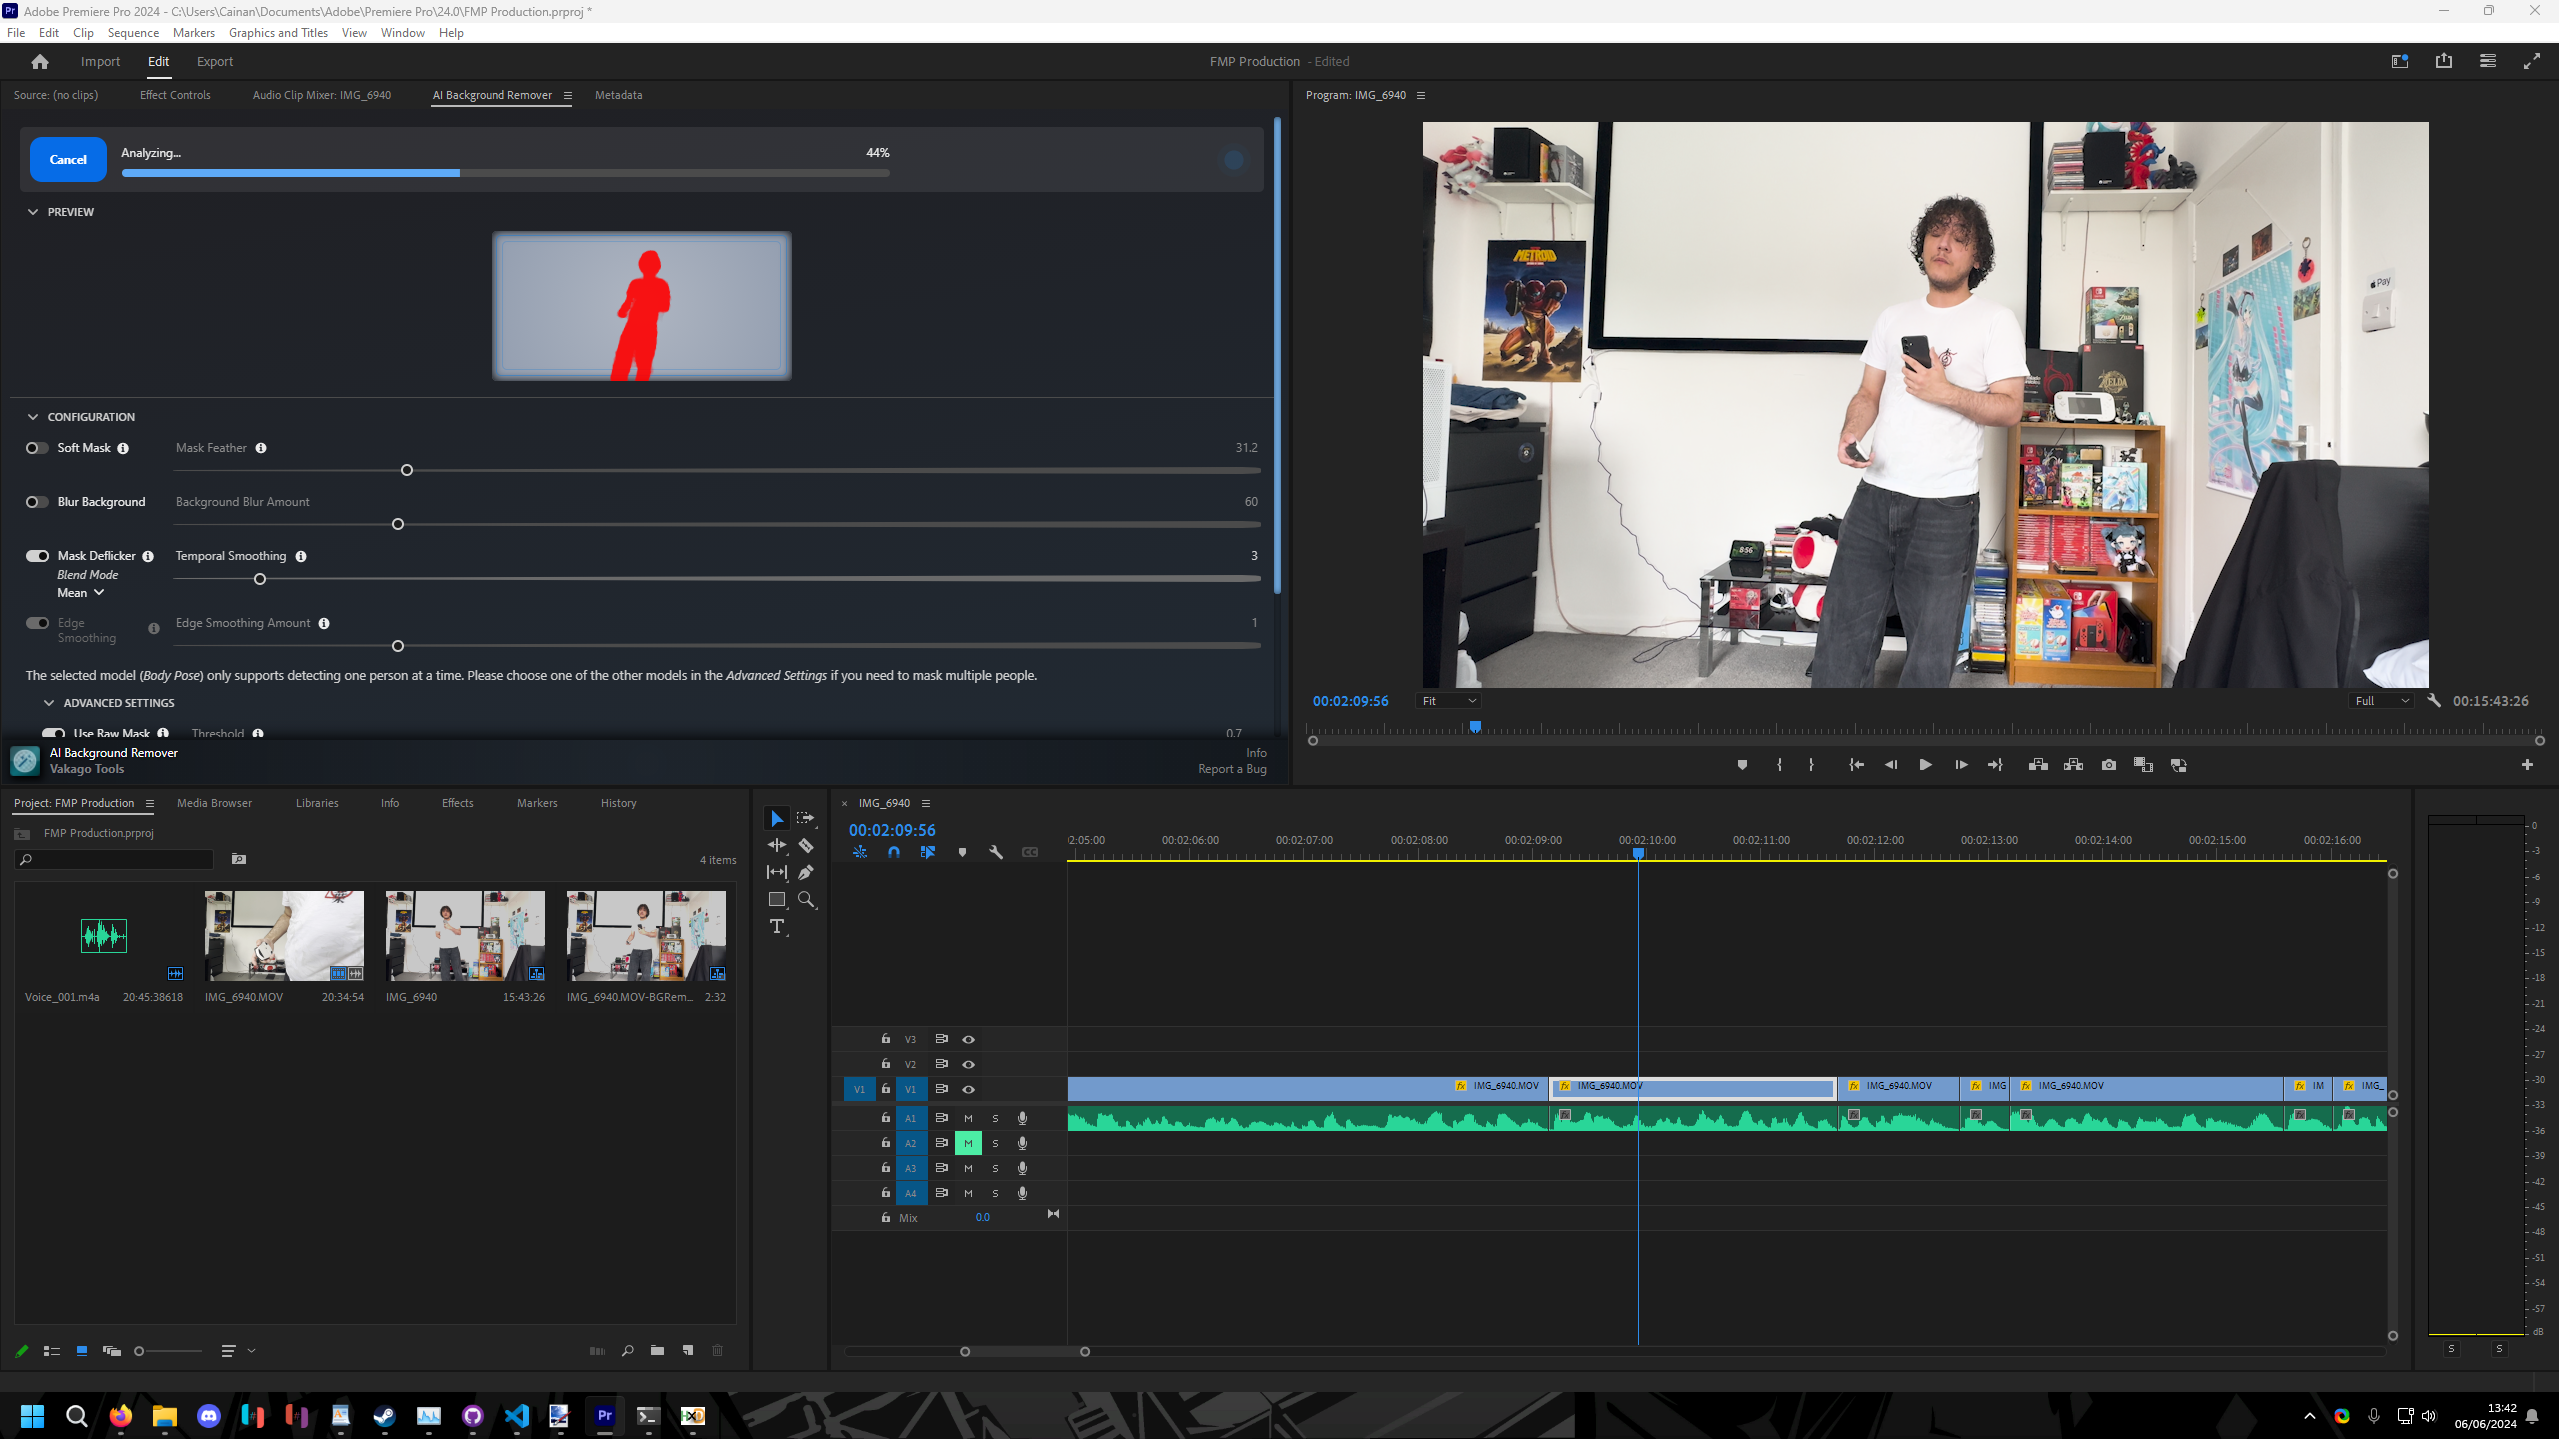 Adobe Premiere Pro 2024 - C:\Users\Cainan\Documents\Adobe\Premiere Pro\24.0\FMP Production.prproj *
File Edit Clip Sequence Markers Graphics and Titles View Window Help
Import Edit Export
FMP Production - Edited
Source: (no clips) Effect Controls Audio Clip Mixer: IMG_6940 AI Background Remover Metadata
Cancel
Analyzing...
44%
PREVIEW
CONFIGURATION
Soft Mask Mask Feather 31.2
Blur Background Background Blur Amount 60
Mask Deflicker Temporal Smoothing 3
Blend Mode
Mean
Edge Smoothing Edge Smoothing Amount 1
The selected model (Body Pose) only supports detecting one person at a time. Please choose one of the other models in the Advanced Settings if you need to mask multiple people.
ADVANCED SETTINGS
Use Raw Mask Threshold 0.7
AI Background Remover
Vakago Tools
Info
Report a Bug
Program: IMG_6940
METROID
Pay
ZELDA
8:56
00:02:09:56 Fit Full 00:15:43:26
Project: FMP Production Media Browser Libraries Info Effects Markers History
FMP Production.prproj
4 items
Voice_001.m4a 20:45:38618
IMG_6940.MOV 20:34:54
IMG_6940 15:43:26
IMG_6940.MOV-BGRem... 2:32
IMG_6940
00:02:09:56
02:05:00 00:02:06:00 00:02:07:00 00:02:08:00 00:02:09:00 00:02:10:00 00:02:11:00 00:02:12:00 00:02:13:00 00:02:14:00 00:02:15:00 00:02:16:00
V3
V2
V1 V1 fx IMG_6940.MOV fx IMG_6940.MOV fx IMG_6940.MOV fx IMG fx IMG_6940.MOV fx IM fx IMG_
A1 M S
A2 M S
A3 M S
A4 M S
Mix 0.0
0
-3
-6
-9
-12
-15
-18
-21
-24
-27
-30
-33
-36
-39
-42
-45
-48
-51
-54
-57
dB
S S
Pr
HXD
13:42
06/06/2024